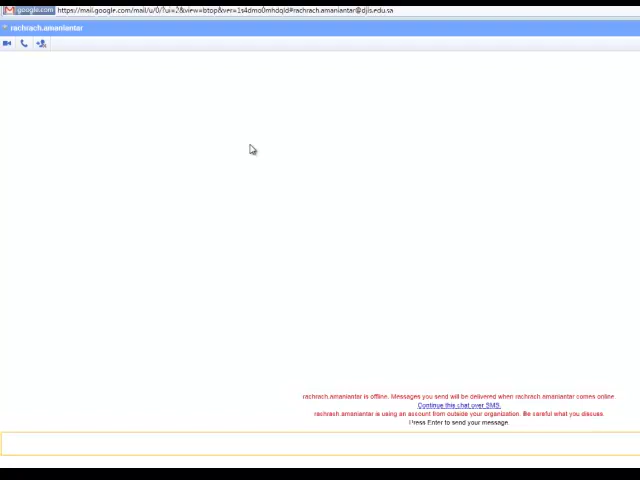 google.com https://mail.google.com/mail/u/0/?ui=2&view=btop&ver=1s4dmo0mhdqld#rachrach.amaniantar@djis.edu.sa
rachrach.amaniantar
rachrach.amaniantar is offline. Messages you send will be delivered when rachrach.amaniantar comes online.
Continue this chat over SMS.
rachrach.amaniantar is using an account from outside your organization. Be careful what you discuss.
Press Enter to send your message